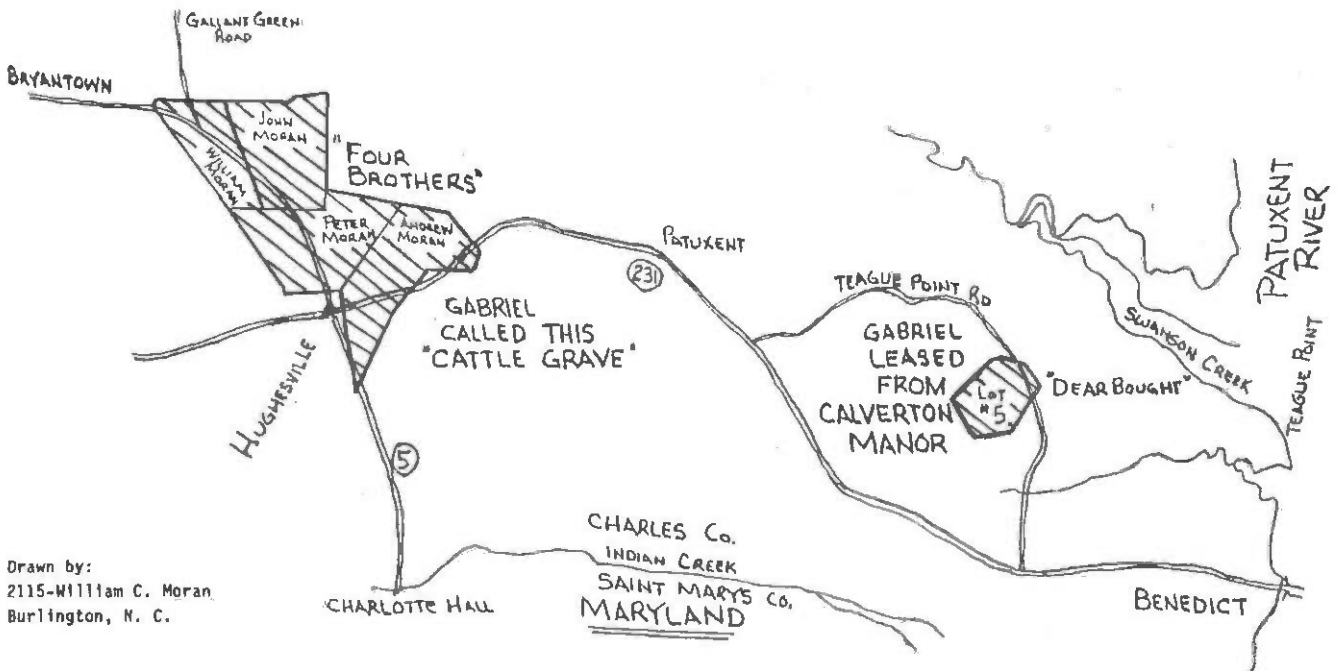 GALLANT GREEN
ROAD
BRYANTOWN
JOHN
MORAN
WILLIAM
MORAN
"FOUR
BROTHERS"
PETER
MORAN
ANDREW
MORAN
PATUXENT
231
GABRIEL
CALLED THIS
"CATTLE GRAVE"
HUGHESVILLE
5
TEAGUE POINT RD
GABRIEL
LEASED
FROM
CALVERTON
MANOR
LOT
#5
"DEAR BOUGHT"
PATUXENT
RIVER
SWANSON CREEK
TEAGUE POINT
CHARLES CO.
INDIAN CREEK
SAINT MARYS CO.
MARYLAND
CHARLOTTE HALL
BENEDICT
Drawn by:
2115-William C. Moran
Burlington, N. C.